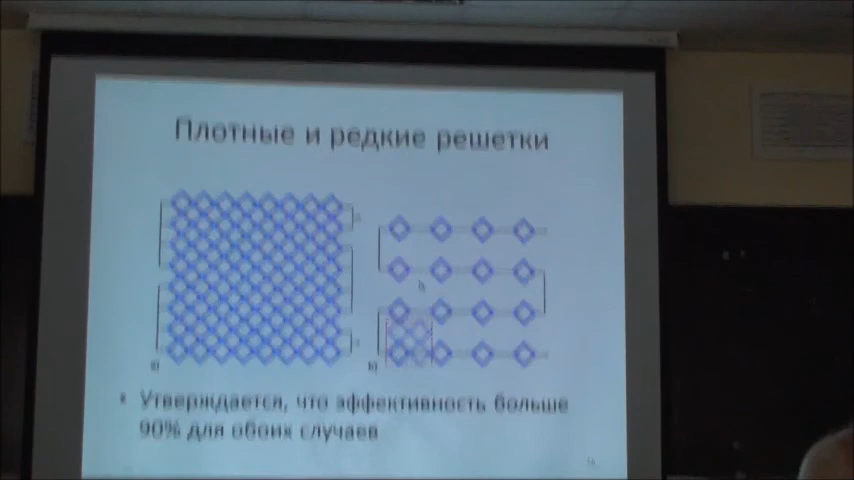 Плотные и редкие решетки
Утверждается, что эффективность больше
90% для обоих случаев